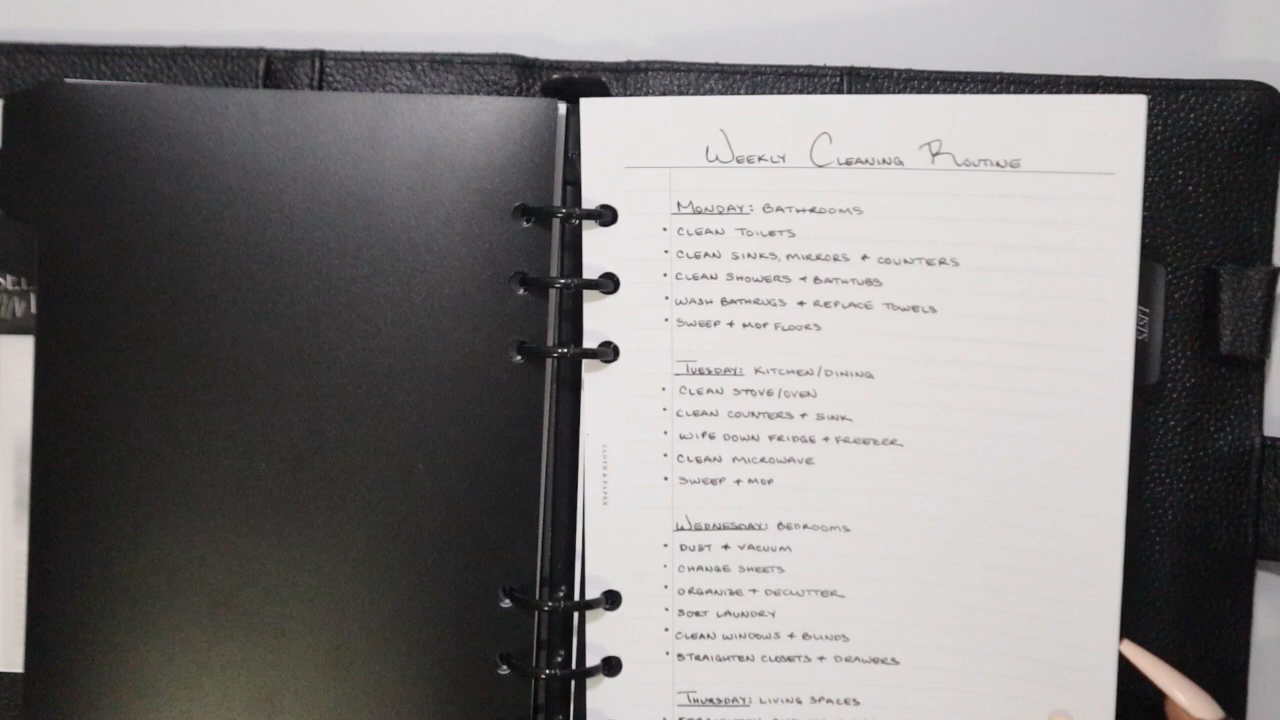 WEEKLY CLEANING ROUTINE
MONDAY: BATHROOMS
• CLEAN TOILETS
• CLEAN SINKS, MIRRORS + COUNTERS
• CLEAN SHOWERS + BATHTUBS
• WASH BATHRUGS + REPLACE TOWELS
• SWEEP + MOP FLOORS
TUESDAY: KITCHEN/DINING
• CLEAN STOVE/OVEN
• CLEAN COUNTERS + SINK
• WIPE DOWN FRIDGE + FREEZER
• CLEAN MICROWAVE
• SWEEP + MOP
WEDNESDAY: BEDROOMS
• DUST + VACUUM
• CHANGE SHEETS
• ORGANIZE + DECLUTTER
• SORT LAUNDRY
• CLEAN WINDOWS + BLINDS
• STRAIGHTEN CLOSETS + DRAWERS
THURSDAY: LIVING SPACES
CLOTH & PAPER
LISTS